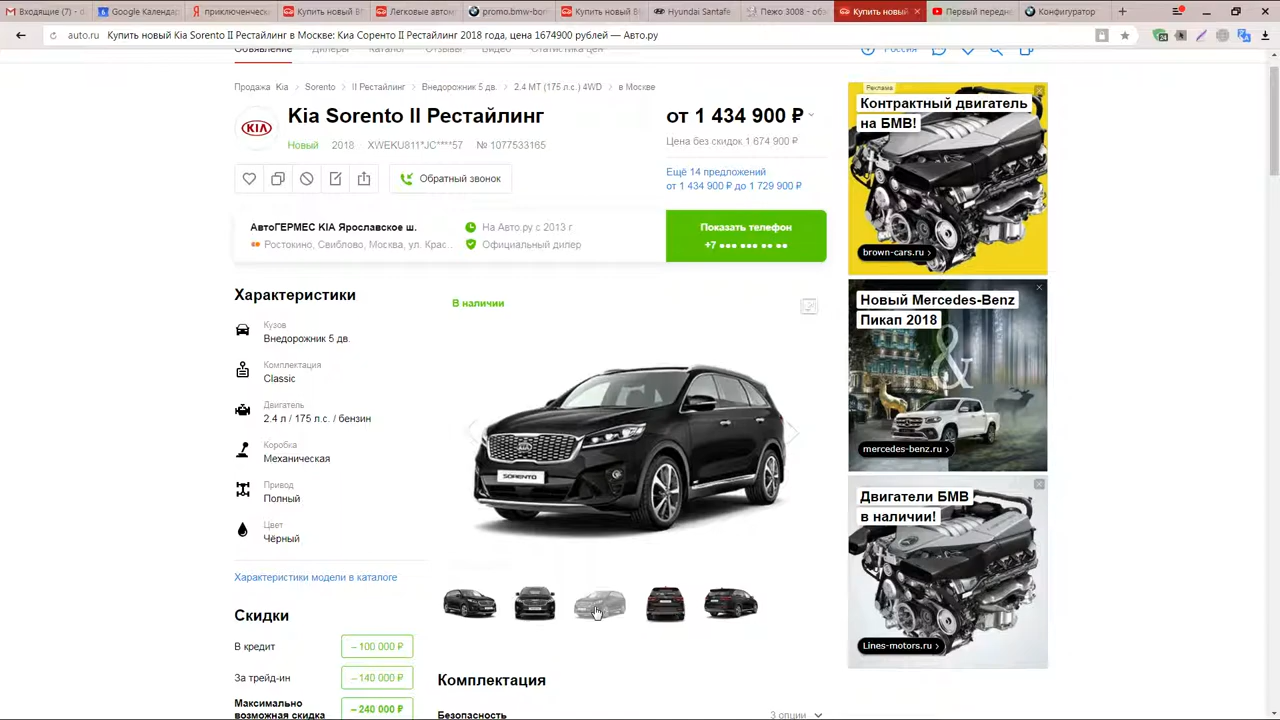 Входящие (7) - d
Google Календа
приключенчес
Купить новый Bl
Легковые автом
promo.bmw-bor
Купить новый Bl
Hyundai Santafe
Пежо 3008 - обз
Купить новый
Первый передн
Конфигуратор
auto.ru Купить новый Kia Sorento II Рестайлинг в Москве: Киа Соренто II Рестайлинг 2018 года, цена 1674900 рублей — Авто.ру
Объявление Дилеры Каталог Отзывы Видео Статистика цен
Россия
Продажа Kia Sorento II Рестайлинг Внедорожник 5 дв. 2.4 MT (175 л.с.) 4WD в Москве
KIA
Kia Sorento II Рестайлинг
от 1 434 900 ₽
Новый 2018 XWEKU811*JC****57 № 1077533165
Цена без скидок 1 674 900 ₽
Обратный звонок
Ещё 14 предложений
от 1 434 900 ₽ до 1 729 900 ₽
АвтоГЕРМЕС KIA Ярославское ш.
На Авто.ру с 2013 г
Ростокино, Свиблово, Москва, ул. Крас...
Официальный дилер
Показать телефон
+7 ●●● ●●● ●● ●●
Характеристики
В наличии
Кузов
Внедорожник 5 дв.
Комплектация
Classic
Двигатель
2.4 л / 175 л.с. / бензин
Коробка
Механическая
Привод
Полный
Цвет
Чёрный
SORENTO
Характеристики модели в каталоге
Скидки
В кредит
– 100 000 ₽
За трейд-ин
– 140 000 ₽
Максимально
возможная скидка
– 240 000 ₽
Комплектация
Безопасность
3 опции
Реклама
Контрактный двигатель
на БМВ!
brown-cars.ru
Новый Mercedes-Benz
Пикап 2018
&
mercedes-benz.ru
Двигатели БМВ
в наличии!
Lines-motors.ru